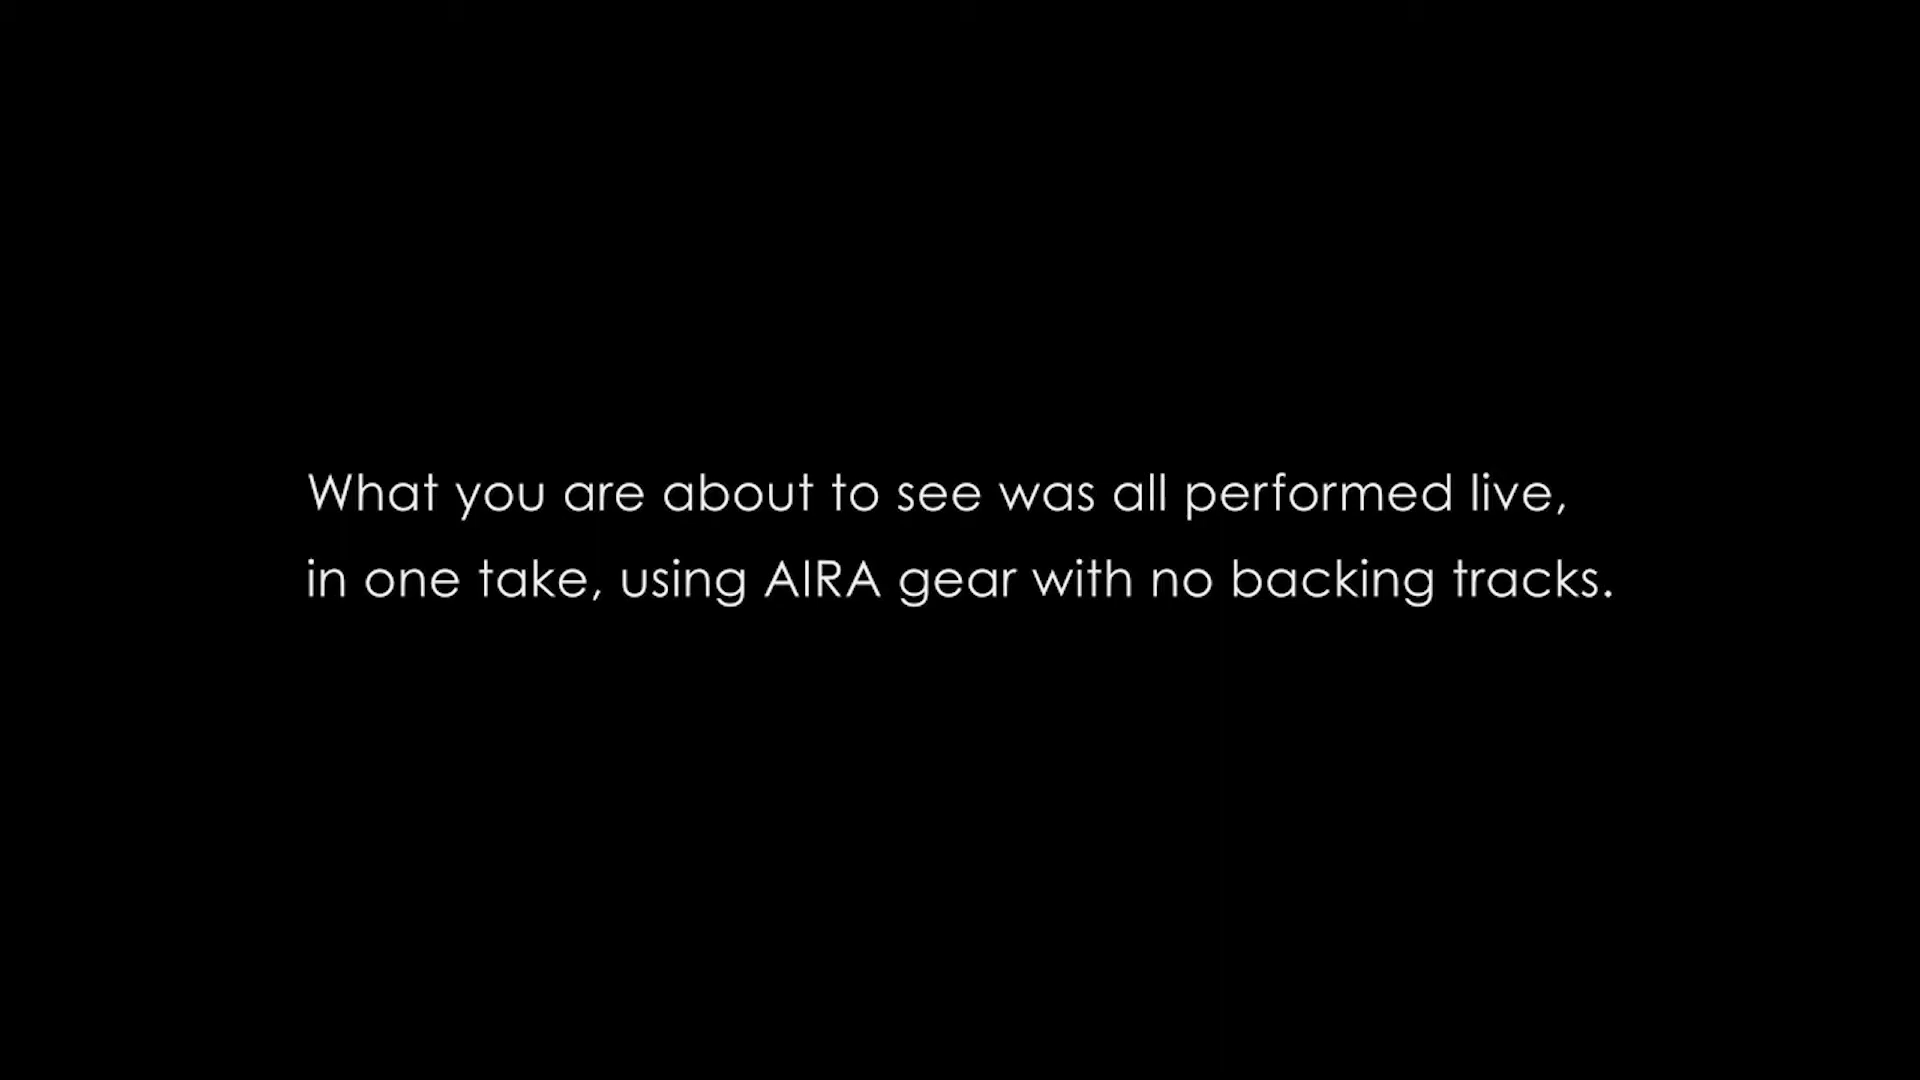 What you are about to see was all performed live,
in one take, using AIRA gear with no backing tracks.